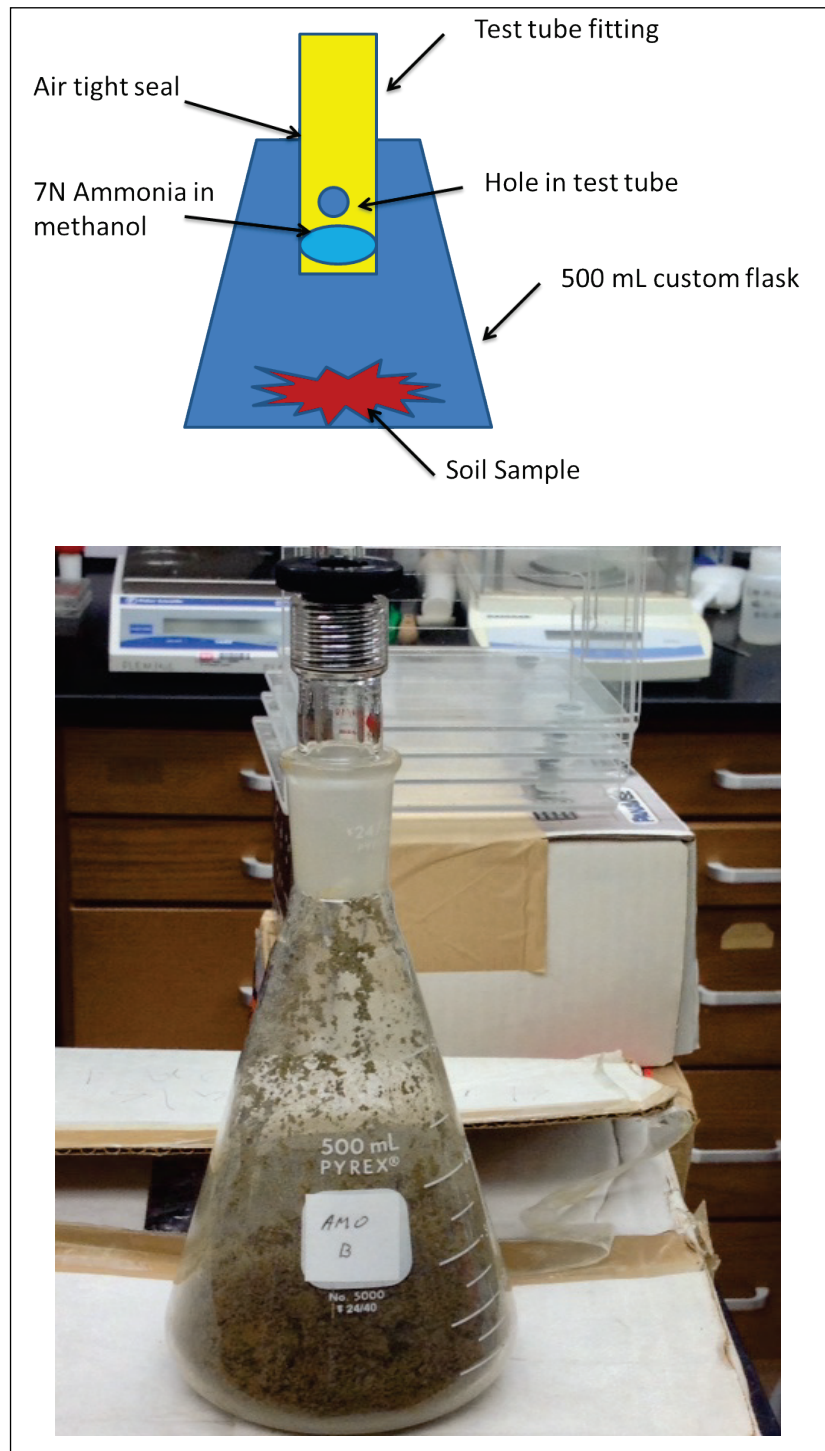 Test tube fitting
Air tight seal
7N Ammonia in
methanol
Hole in test tube
500 mL custom flask
Soil Sample
500 mL
PYREX®
AMO
B
No. 5000
24/40